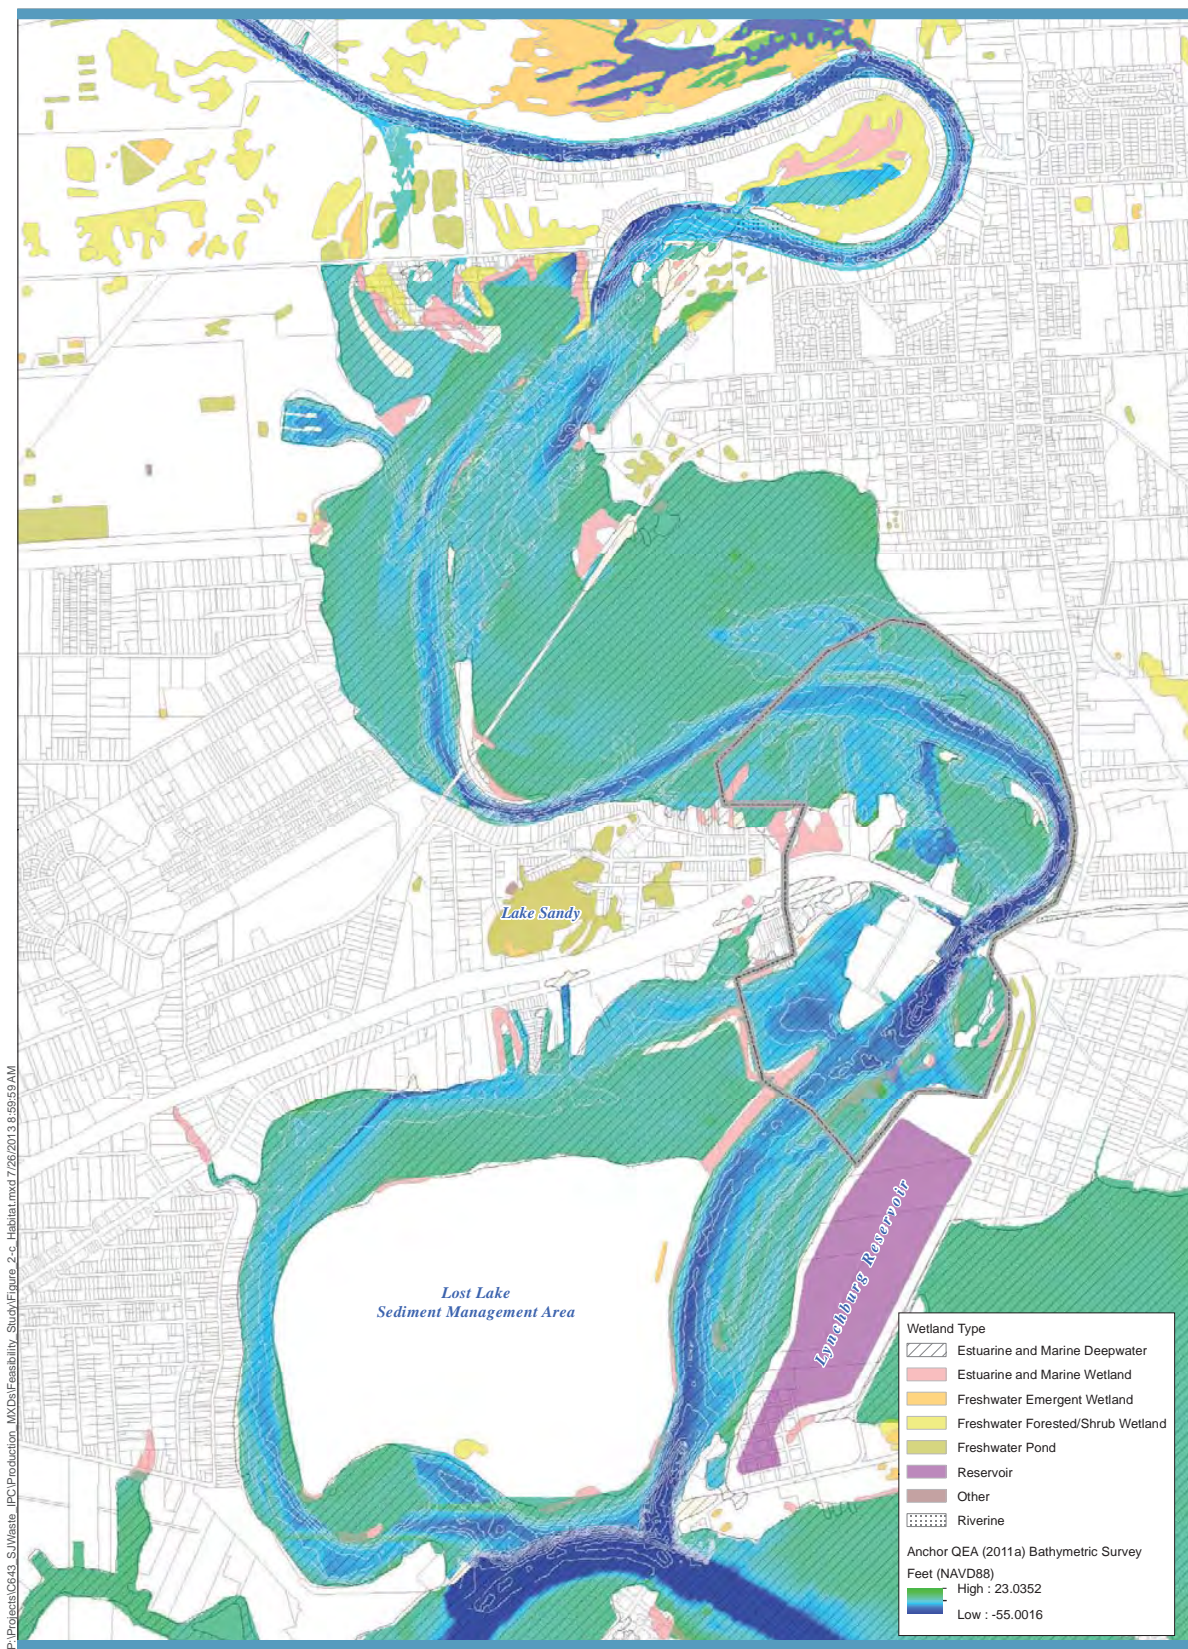 Lake Sandy
Lost Lake
Sediment Management Area
Lynchburg Reservoir
Wetland Type
Estuarine and Marine Deepwater
Estuarine and Marine Wetland
Freshwater Emergent Wetland
Freshwater Forested/Shrub Wetland
Freshwater Pond
Reservoir
Other
Riverine
Anchor QEA (2011a) Bathymetric Survey
Feet (NAVD88)
High : 23.0352
Low : -55.0016
P:\Projects\C643_SJWaste_IPC\Production_MXDs\Feasibility_Study\Figure_2-c_Habitat.mxd 7/26/2013 8:59:59 AM